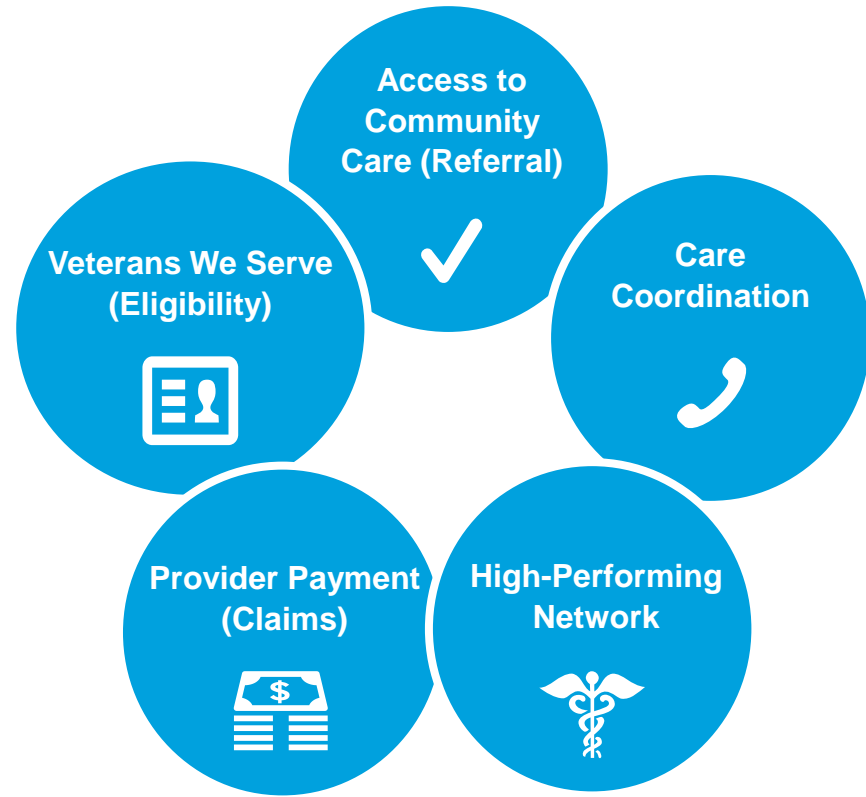 Access to
Community
Care (Referral)
Veterans We Serve
(Eligibility)
Care
Coordination
Provider Payment
(Claims)
$
High-Performing
Network